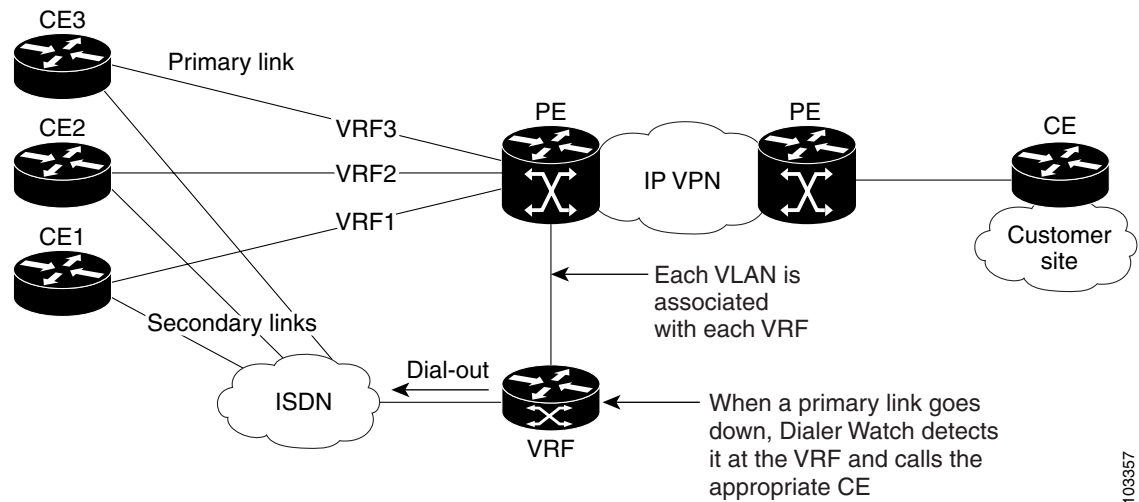 CE3
Primary link
CE2
VRF3
PE
PE
CE
VRF2
IP VPN
CE1
VRF1
Customer
site
Each VLAN is
associated
with each VRF
Secondary links
Dial-out
ISDN
VRF
When a primary link goes
down, Dialer Watch detects
it at the VRF and calls the
appropriate CE
103357